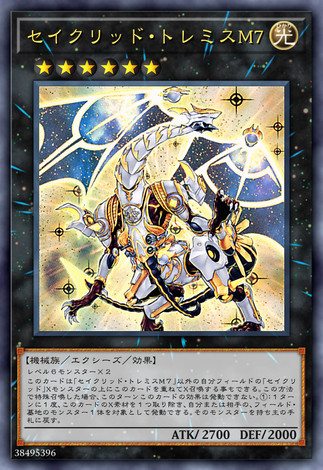 セイクリッド・トレミスM7
光
【機械族/エクシーズ/効果】
レベル6モンスター×2
このカードは「セイクリッド・トレミスM7」以外の自分フィールドの「セイクリ
ッド」Xモンスターの上にこのカードを重ねてX召喚する事もできる。この方法
で特殊召喚した場合、このターンこのカードの効果は発動できない。①:1ター
ンに1度、このカードのX素材を1つ取り除き、自分または相手の、フィールド・
墓地のモンスター1体を対象として発動できる。そのモンスターを持ち主の手
札に戻す。
ATK/2700 DEF/2000
38495396